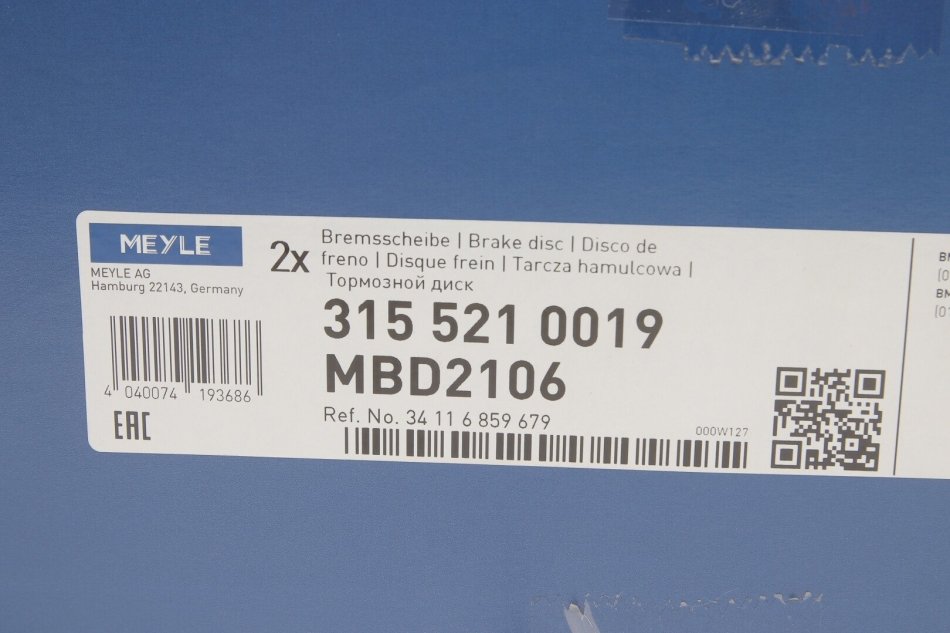 MEYLE
MEYLE AG
Hamburg 22143, Germany
4 040074 193686
EAC
2x
Bremsscheibe | Brake disc | Disco de
freno | Disque frein | Tarcza hamulcowa |
Тормозной диск
315 521 0019
MBD2106
Ref. No. 34 11 6 859 679
000W127